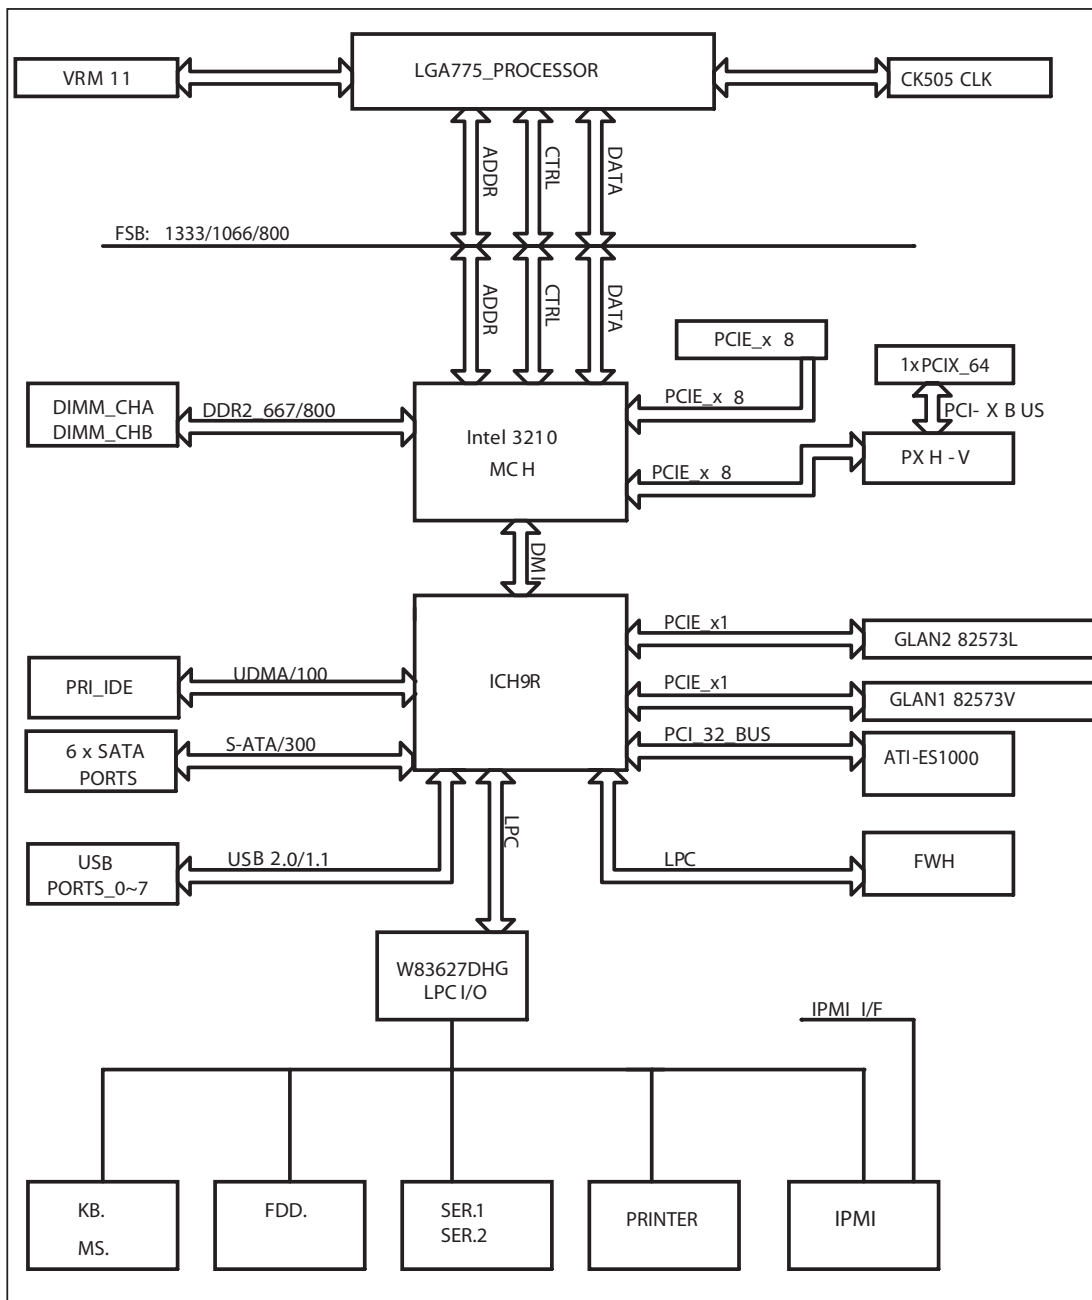 LGA775_PROCESSOR
VRM 11
CK505 CLK
ADDR
CTRL
DATA
FSB: 1333/1066/800
ADDR
CTRL
DATA
PCIE_x 8
1xPCIX_64
PCIE_x 8
PCI- X B US
DIMM_CHA
DIMM_CHB
DDR2_667/800
Intel 3210
MC H
PX H - V
PCIE_x 8
DM I
PCIE_x1
GLAN2 82573L
PRI_IDE
UDMA/100
ICH9R
PCIE_x1
GLAN1 82573V
6 x SATA
PORTS
S-ATA/300
PCI_32_BUS
ATI-ES1000
USB
PORTS_0~7
USB 2.0/1.1
LPC
LPC
FWH
W83627DHG
LPC I/O
IPMI I/F
KB.
MS.
FDD.
SER.1
SER.2
PRINTER
IPMI